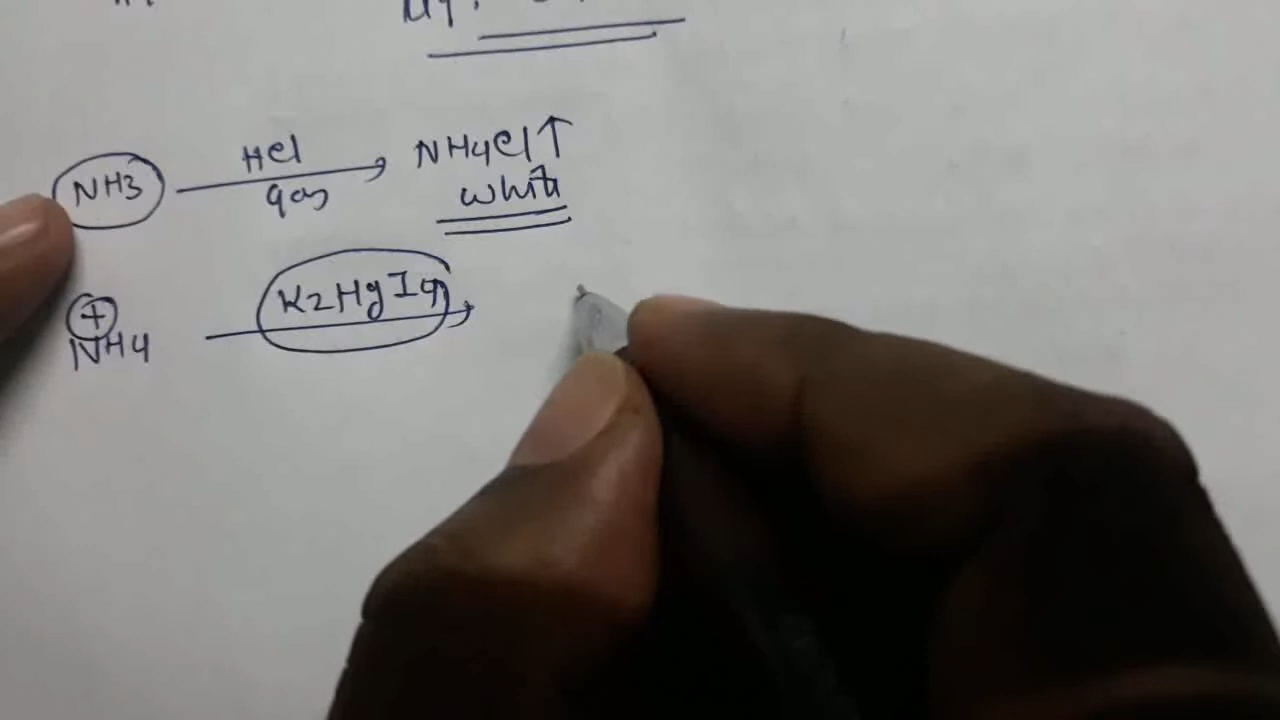 HCl
NH3 → NH4Cl↑
gas white
+
K2HgI4
NH4 →